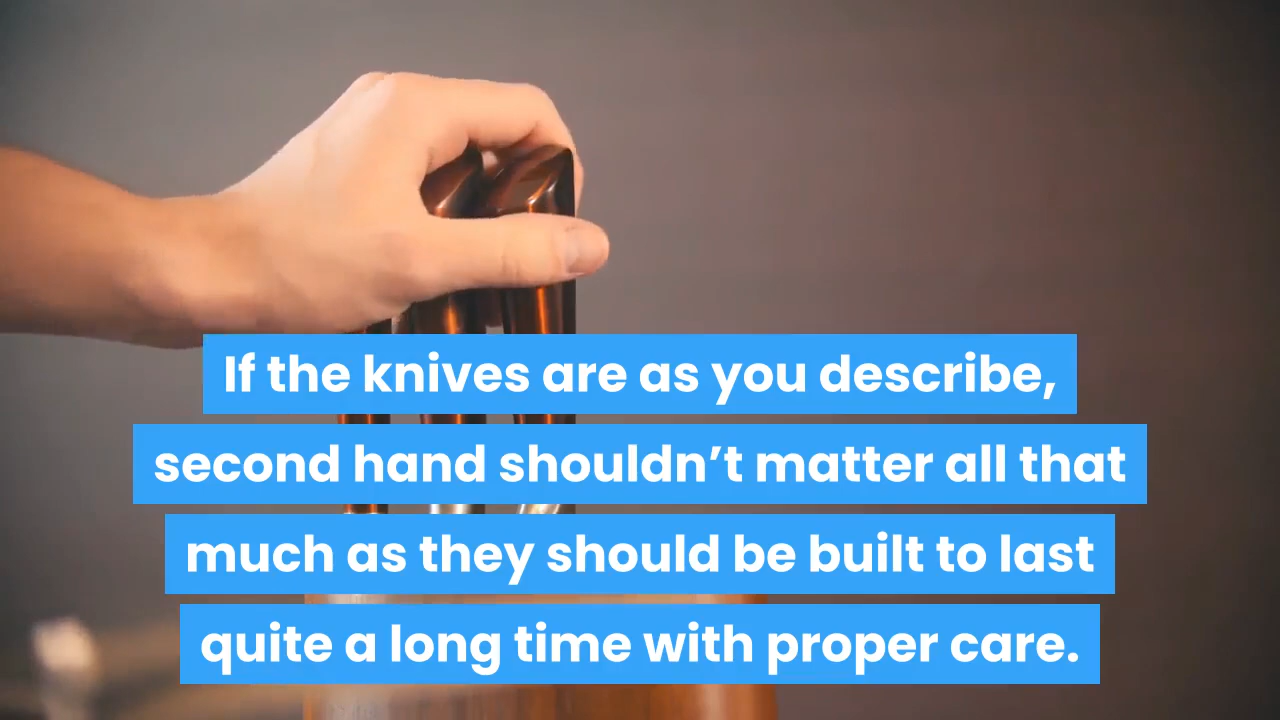 If the knives are as you describe,
second hand shouldn’t matter all that
much as they should be built to last
quite a long time with proper care.